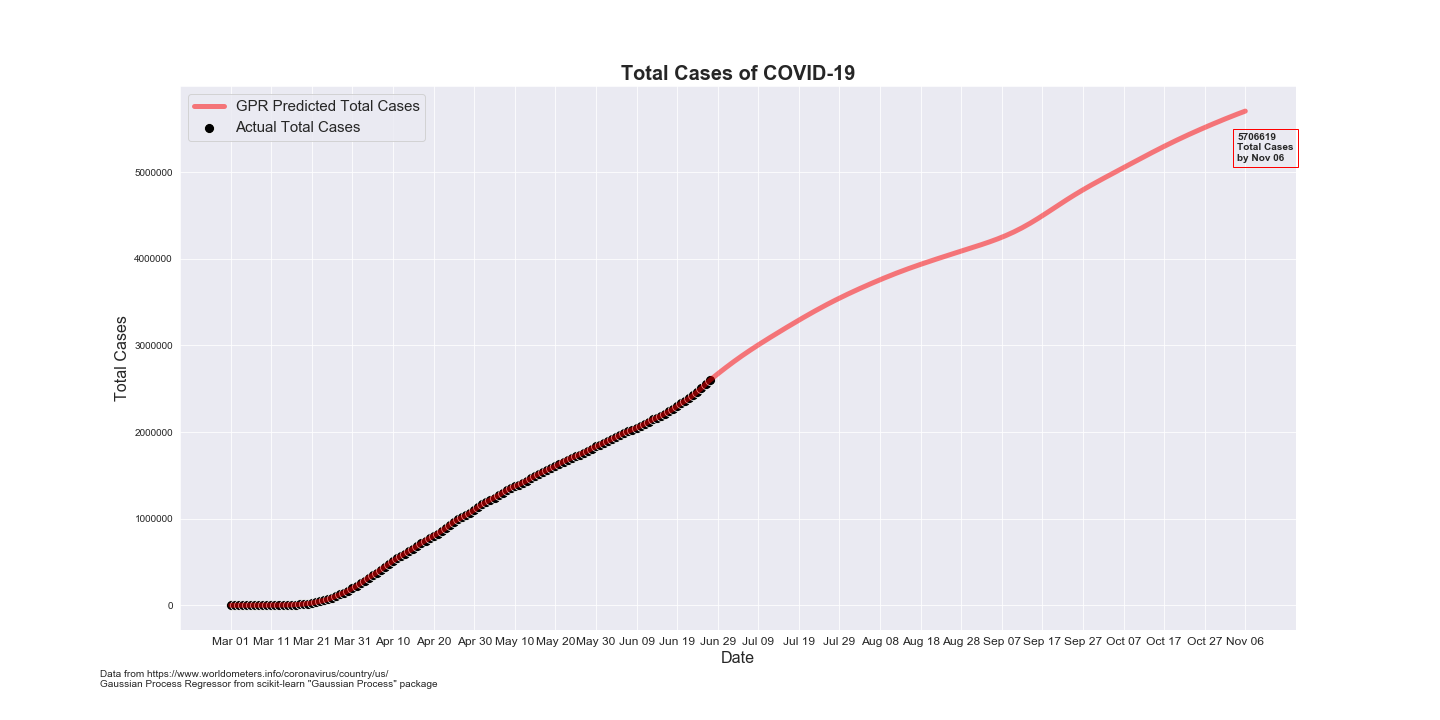 Total Cases of COVID-19
GPR Predicted Total Cases
Actual Total Cases
5706619
Total Cases
by Nov 06
Total Cases
5000000
4000000
3000000
2000000
1000000
0
Mar 01 Mar 11 Mar 21 Mar 31 Apr 10 Apr 20 Apr 30 May 10 May 20 May 30 Jun 09 Jun 19 Jun 29 Jul 09 Jul 19 Jul 29 Aug 08 Aug 18 Aug 28 Sep 07 Sep 17 Sep 27 Oct 07 Oct 17 Oct 27 Nov 06
Date
Data from https://www.worldometers.info/coronavirus/country/us/
Gaussian Process Regressor from scikit-learn "Gaussian Process" package